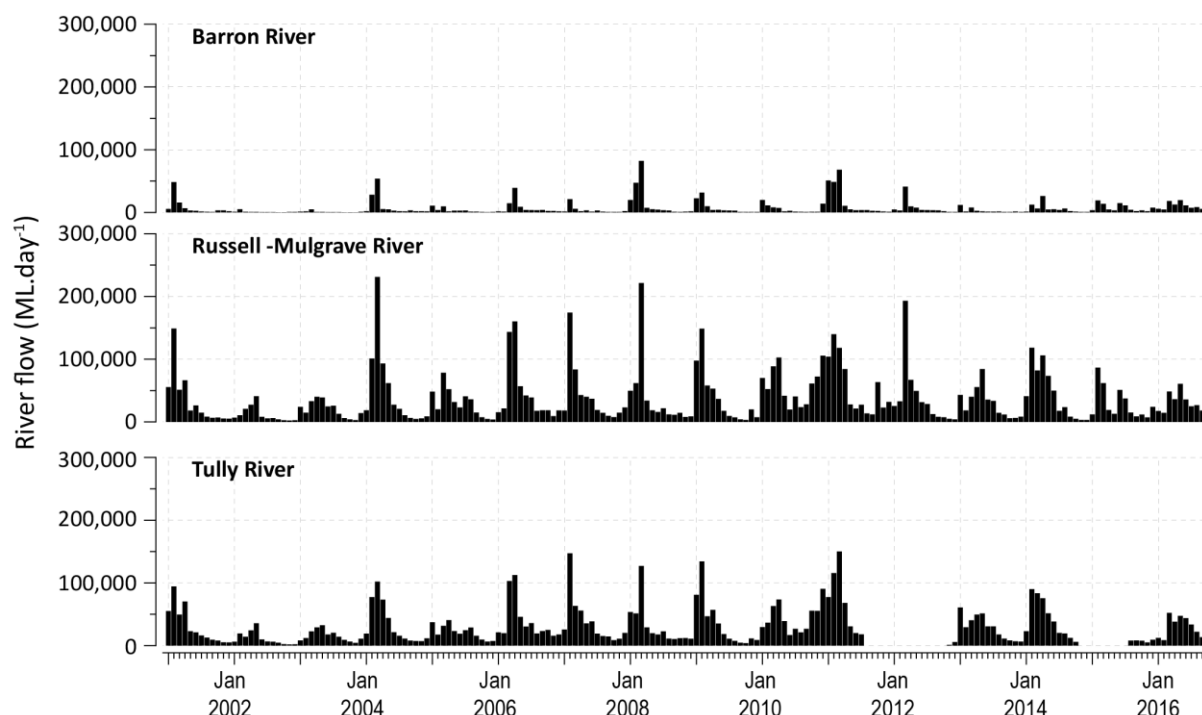 River flow (ML.day-1)
300,000
Barron River
200,000
100,000
0
300,000
Russell -Mulgrave River
200,000
100,000
0
300,000
Tully River
200,000
100,000
0
Jan Jan Jan Jan Jan Jan Jan Jan
2002 2004 2006 2008 2010 2012 2014 2016